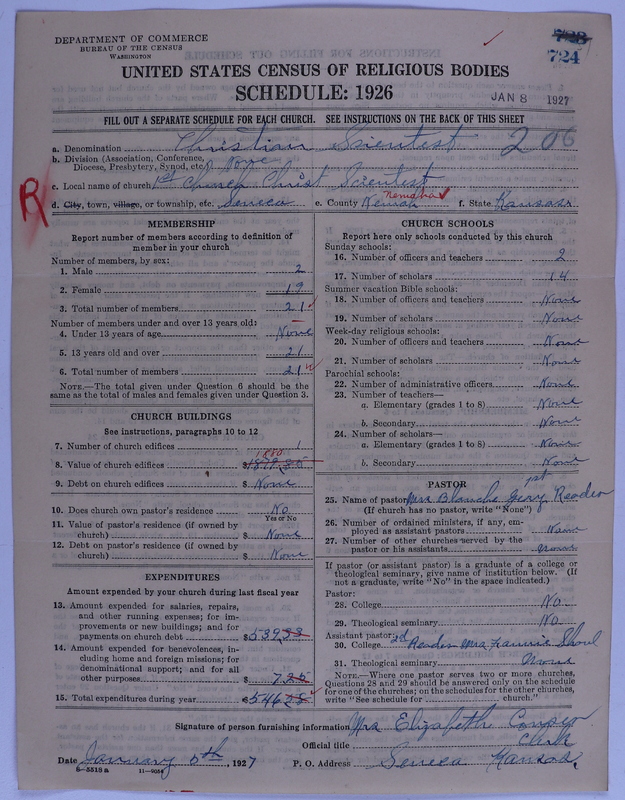 DEPARTMENT OF COMMERCE
BUREAU OF THE CENSUS
WASHINGTON
724
UNITED STATES CENSUS OF RELIGIOUS BODIES
SCHEDULE: 1926
JAN 8 1927
FILL OUT A SEPARATE SCHEDULE FOR EACH CHURCH. SEE INSTRUCTIONS ON THE BACK OF THIS SHEET
a. Denomination Christian Scientest 206
b. Division (Association, Conference, Diocese, Presbytery, Synod, etc.) None
c. Local name of church 1st Church Christ Scientest
R
d. City, town, village, or township, etc. Seneca e. County Nemaha f. State Kansas
MEMBERSHIP
Report number of members according to definition of member in your church
Number of members, by sex:
1. Male 2
2. Female 19
3. Total number of members 21
Number of members under and over 13 years old:
4. Under 13 years of age None
5. 13 years old and over 21
6. Total number of members 21
NOTE.—The total given under Question 6 should be the same as the total of males and females given under Question 3.
CHURCH BUILDINGS
See instructions, paragraphs 10 to 12
7. Number of church edifices 1
1,880
8. Value of church edifices $1879.85
9. Debt on church edifices $ None
10. Does church own pastor's residence No
Yes or No
11. Value of pastor's residence (if owned by church) $ None
12. Debt on pastor's residence (if owned by church) $ None
EXPENDITURES
Amount expended by your church during last fiscal year
13. Amount expended for salaries, repairs, and other running expenses; for improvements or new buildings; and for payments on church debt $539
14. Amount expended for benevolences, including home and foreign missions; for denominational support; and for all other purposes $ 7.25
15. Total expenditures during year $546
CHURCH SCHOOLS
Report here only schools conducted by this church
Sunday schools:
16. Number of officers and teachers 2
17. Number of scholars 14
Summer vacation Bible schools:
18. Number of officers and teachers None
19. Number of scholars None
Week-day religious schools:
20. Number of officers and teachers None
21. Number of scholars None
Parochial schools:
22. Number of administrative officers None
23. Number of teachers—
a. Elementary (grades 1 to 8) None
b. Secondary None
24. Number of scholars—
a. Elementary (grades 1 to 8) None
b. Secondary None
PASTOR
1st
25. Name of pastor Mrs Blanche Reader
(If church has no pastor, write "None")
26. Number of ordained ministers, if any, employed as assistant pastors None
27. Number of other churches served by the pastor or his assistants None
If pastor (or assistant pastor) is a graduate of a college or theological seminary, give name of institution below. (If not a graduate, write "No" in the space indicated.)
Pastor:
28. College No
29. Theological seminary No
Assistant pastor: 2d
30. College Reader Mrs Fannie
31. Theological seminary None
NOTE.—Where one pastor serves two or more churches, Questions 28 and 29 should be answered only on the schedule for one of the churches; on the schedules for the other churches, write "See schedule for church."
Signature of person furnishing information Mrs Elizabeth
Official title Clerk
Date January 5th, 1927 P. O. Address Seneca Kansas
8-5518a 11-9054